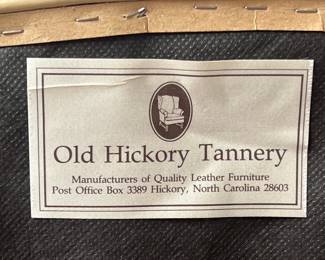 Old Hickory Tannery
Manufacturers of Quality Leather Furniture
Post Office Box 3389 Hickory, North Carolina 28603